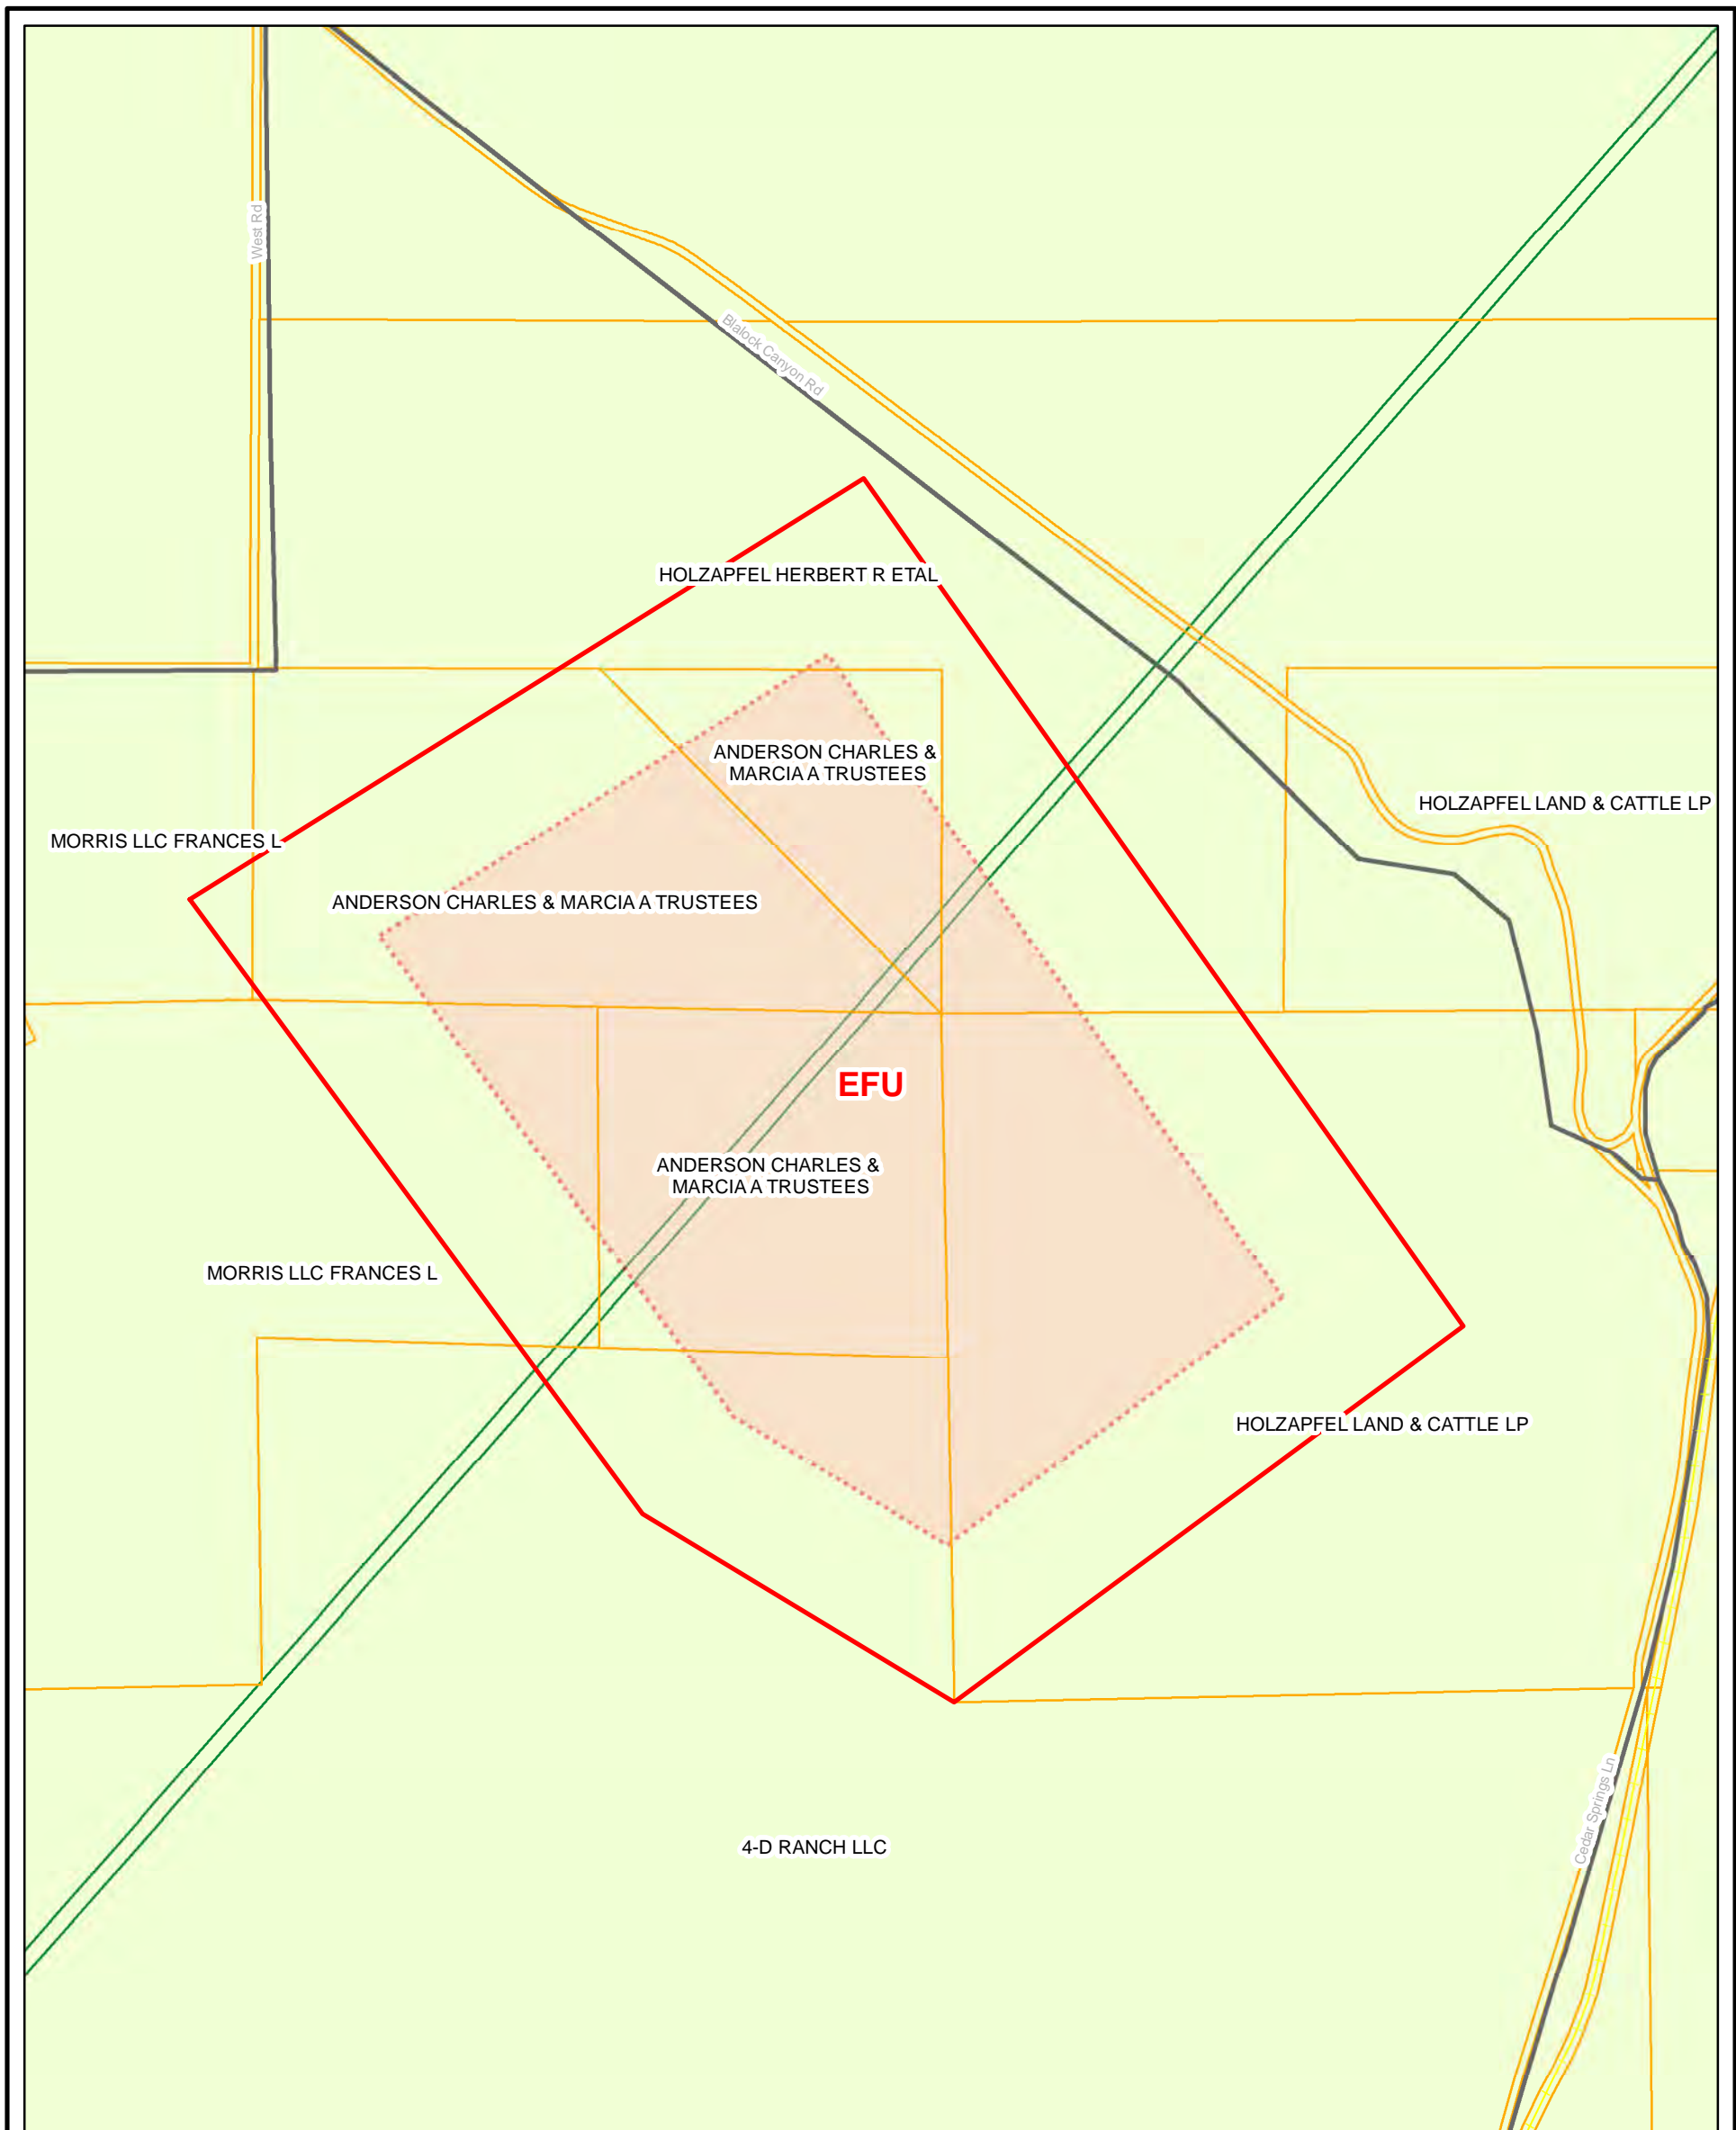 West Rd
Blalock Canyon Rd
HOLZAPFEL HERBERT R ETAL
ANDERSON CHARLES &
MARCIA A TRUSTEES
HOLZAPFEL LAND & CATTLE LP
MORRIS LLC FRANCES L
ANDERSON CHARLES & MARCIA A TRUSTEES
EFU
ANDERSON CHARLES &
MARCIA A TRUSTEES
MORRIS LLC FRANCES L
HOLZAPFEL LAND & CATTLE LP
Cedar Springs Ln
4-D RANCH LLC